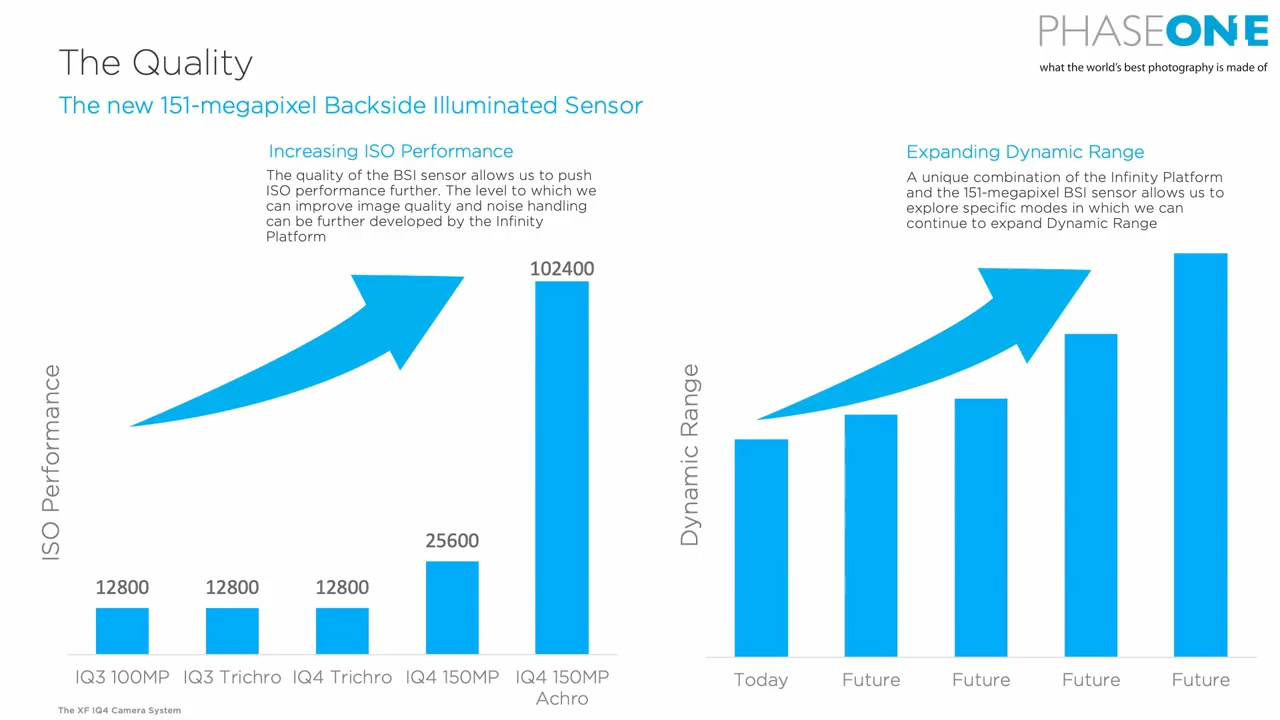 PHASEONE
what the world's best photography is made of
The Quality
The new 151-megapixel Backside Illuminated Sensor
Increasing ISO Performance
The quality of the BSI sensor allows us to push
ISO performance further. The level to which we
can improve image quality and noise handling
can be further developed by the Infinity
Platform
ISO Performance
12800
12800
12800
25600
102400
IQ3 100MP
IQ3 Trichro
IQ4 Trichro
IQ4 150MP
IQ4 150MP
Achro
Expanding Dynamic Range
A unique combination of the Infinity Platform
and the 151-megapixel BSI sensor allows us to
explore specific modes in which we can
continue to expand Dynamic Range
Dynamic Range
Today
Future
Future
Future
Future
The XF IQ4 Camera System